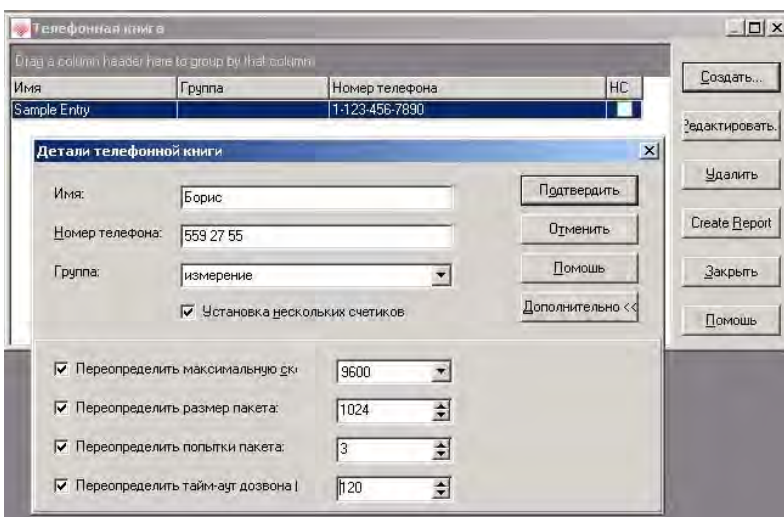 Телефонная книга
Drag a column header here to group by that column
Имя Группа Номер телефона НС
Sample Entry 1-123-456-7890
Создать...
Редактировать.
Удалить
Create Report
Закрыть
Помошь
Детали телефонной книги
Имя: Борис
Номер телефона: 559 27 55
Группа: измерение
Установка нескольких счетиков
Подтвердить
Отменить
Помошь
Дополнительно <<
Переопределить максимальную ск 9600
Переопределить размер пакета: 1024
Переопределить попытки пакета: 3
Переопределить тайм-аут дозвона 120